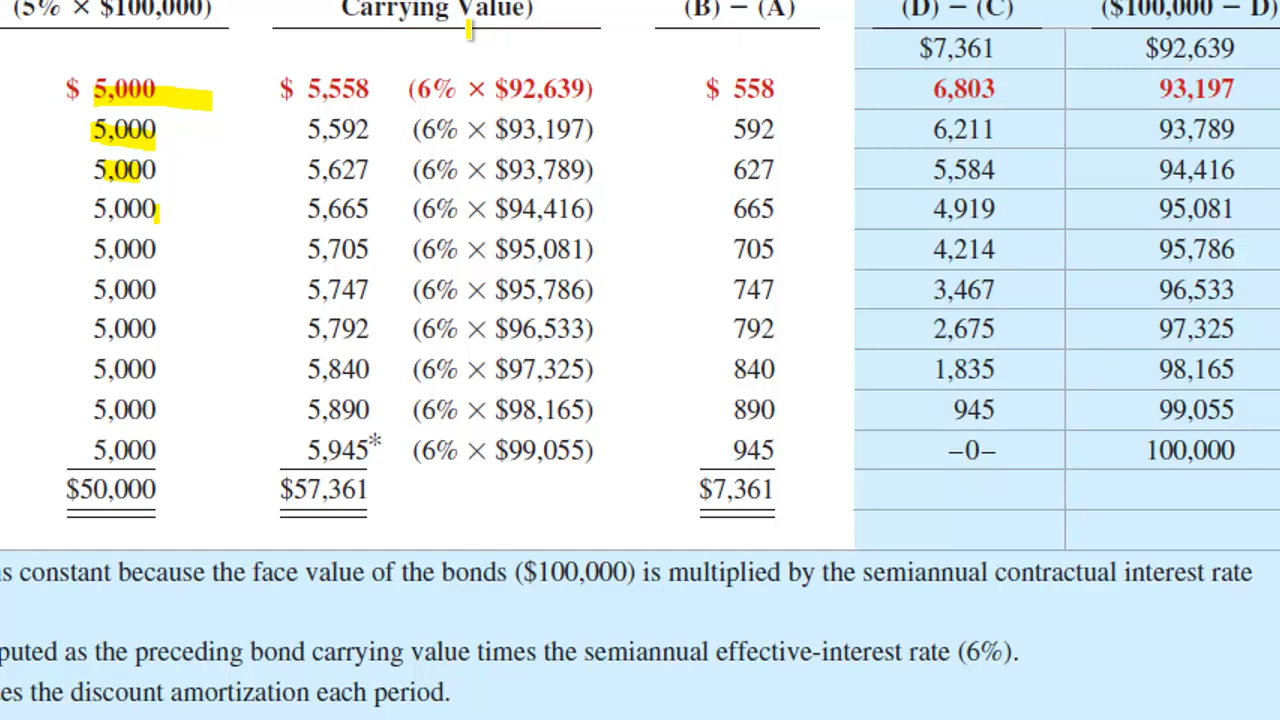 (5% × $100,000) Carrying Value) (B) − (A) (D) − (C) ($100,000 − D)
$7,361 $92,639
$ 5,000 $ 5,558 (6% × $92,639) $ 558 6,803 93,197
5,000 5,592 (6% × $93,197) 592 6,211 93,789
5,000 5,627 (6% × $93,789) 627 5,584 94,416
5,000 5,665 (6% × $94,416) 665 4,919 95,081
5,000 5,705 (6% × $95,081) 705 4,214 95,786
5,000 5,747 (6% × $95,786) 747 3,467 96,533
5,000 5,792 (6% × $96,533) 792 2,675 97,325
5,000 5,840 (6% × $97,325) 840 1,835 98,165
5,000 5,890 (6% × $98,165) 890 945 99,055
5,000 5,945* (6% × $99,055) 945 –0– 100,000
$50,000 $57,361 $7,361
constant because the face value of the bonds ($100,000) is multiplied by the semiannual contractual interest rate
as the preceding bond carrying value times the semiannual effective-interest rate (6%).
the discount amortization each period.